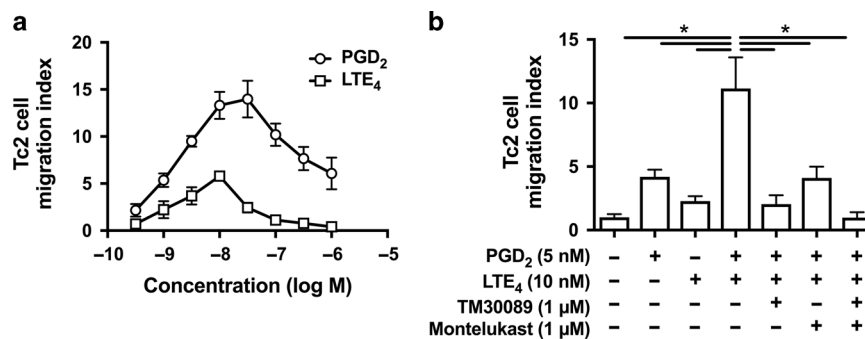 a
Tc2 cell
migration index
20
15
10
5
0
PGD2
LTE4
–10 –9 –8 –7 –6 –5
Concentration (log M)
b
Tc2 cell
migration index
15
10
5
0
* *
PGD2 (5 nM) – + – + + + +
LTE4 (10 nM) – – + + + + +
TM30089 (1 µM) – – – – + – +
Montelukast (1 µM) – – – – – + +